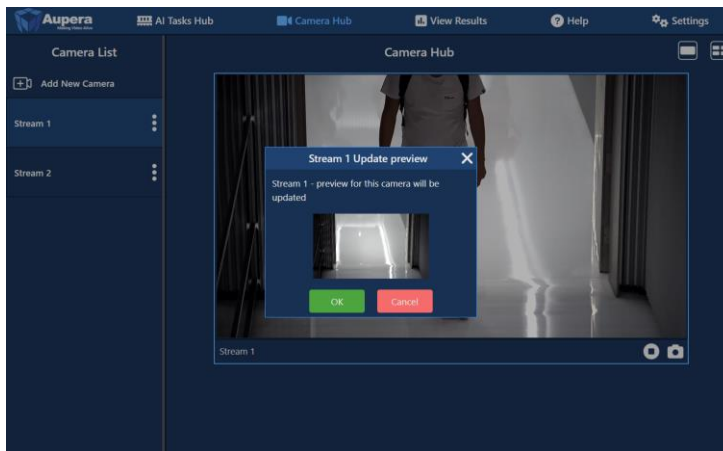 Aupera
AI Tasks Hub
Camera Hub
View Results
Help
Settings
Camera List
Camera Hub
Add New Camera
Stream 1
Stream 2
Stream 1 Update preview
Stream 1 - preview for this camera will be
updated
OK
Cancel
Stream 1